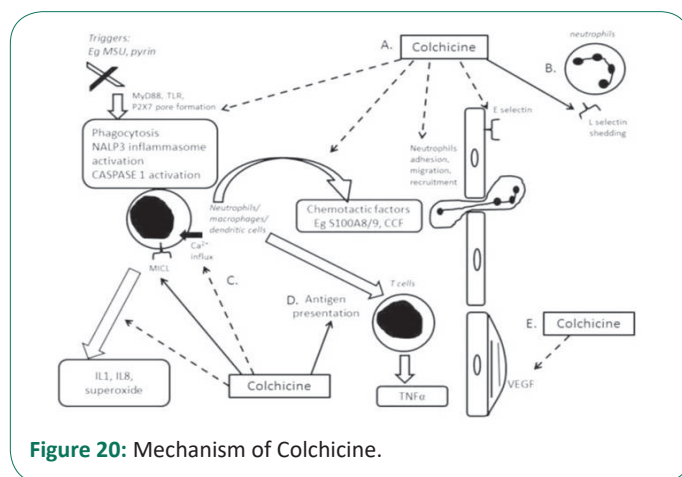 Triggers:
Eg MSU, pyrin
MyD88, TLR,
P2X7 pore formation
Phagocytosis
NALP3 inflammasome
activation
CASPASE 1 activation
A.
Colchicine
neutrophils
B.
E selectin
L selectin
shedding
Neutrophils
adhesion,
migration,
recruitment
Neutrophils/
macrophages/
dendritic cells
Chemotactic factors
Eg S100A8/9, CCF
Ca2+
influx
MICL
C.
D. Antigen
presentation
T cells
E.
Colchicine
VEGF
IL1, IL8,
superoxide
Colchicine
TNFα
Figure 20: Mechanism of Colchicine.